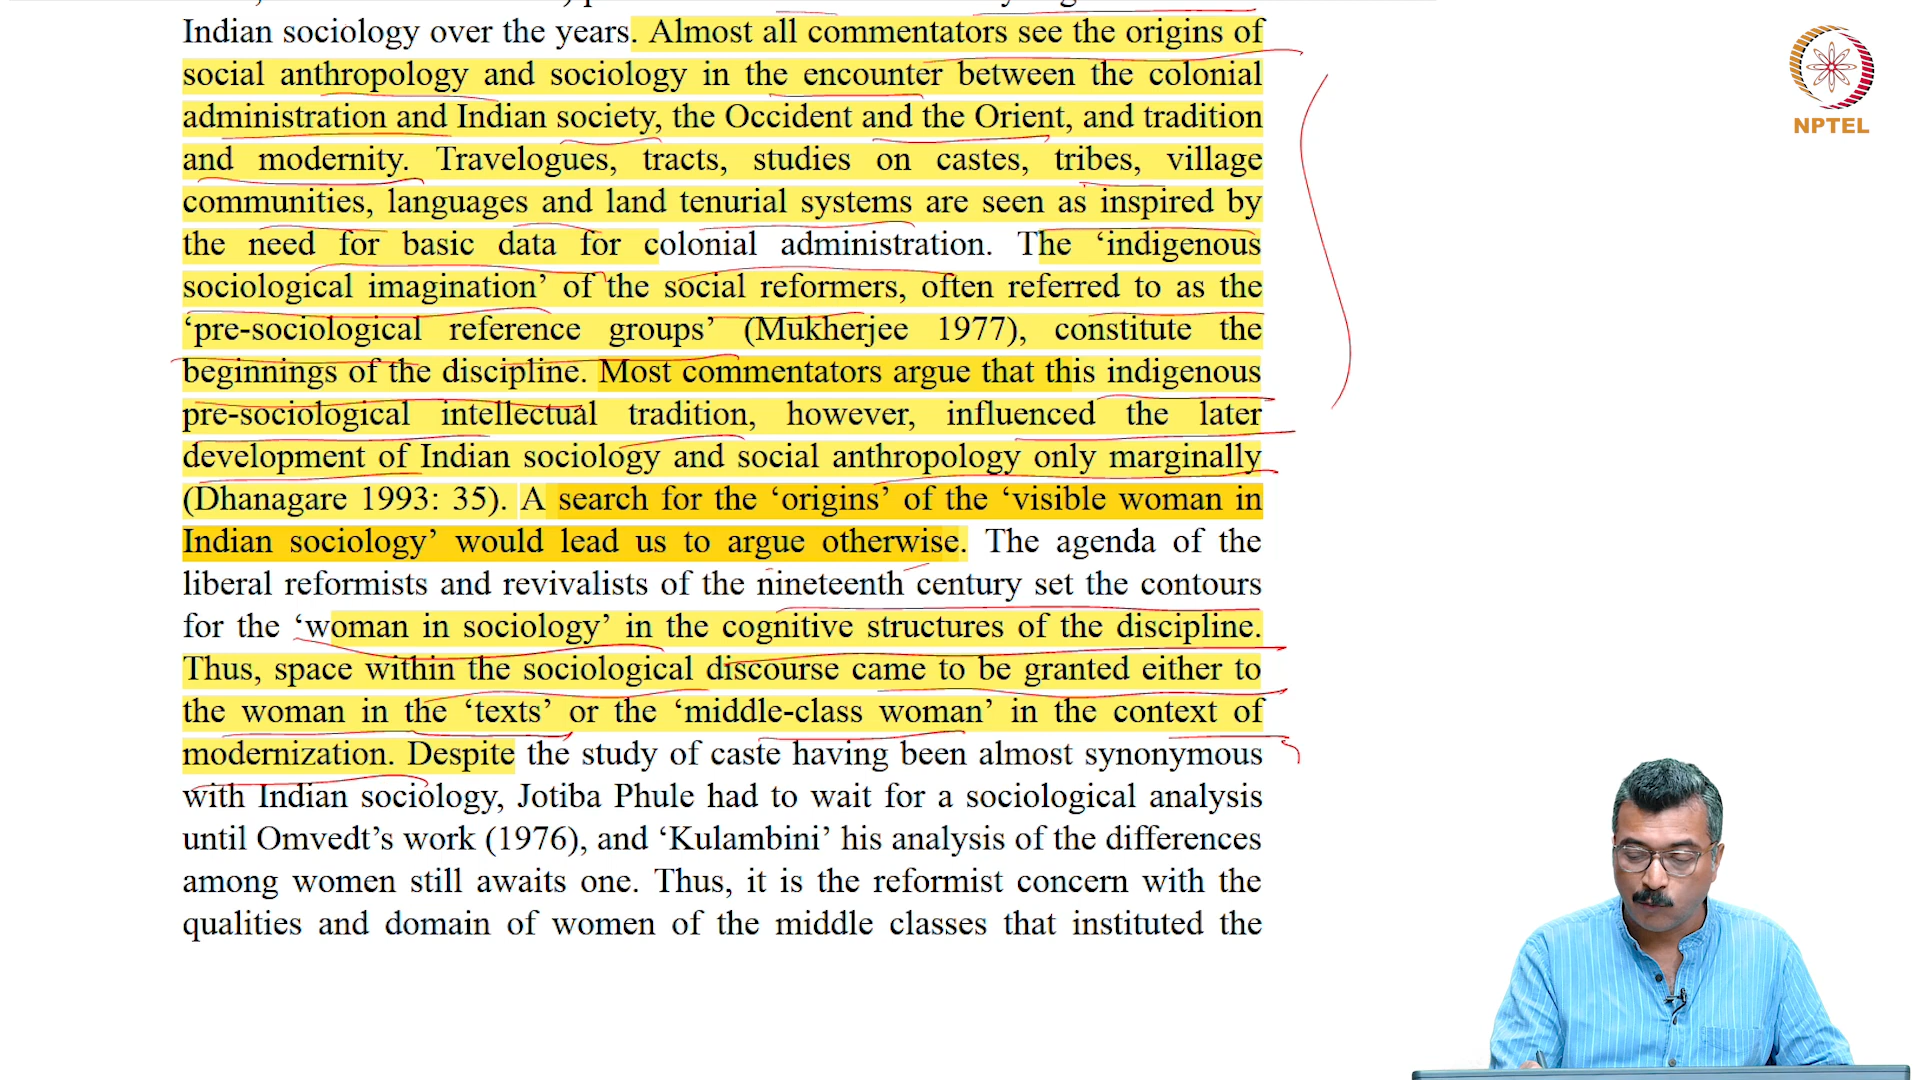 Indian sociology over the years. Almost all commentators see the origins of
social anthropology and sociology in the encounter between the colonial
administration and Indian society, the Occident and the Orient, and tradition
and modernity. Travelogues, tracts, studies on castes, tribes, village
communities, languages and land tenurial systems are seen as inspired by
the need for basic data for colonial administration. The ‘indigenous
sociological imagination’ of the social reformers, often referred to as the
‘pre-sociological reference groups’ (Mukherjee 1977), constitute the
beginnings of the discipline. Most commentators argue that this indigenous
pre-sociological intellectual tradition, however, influenced the later
development of Indian sociology and social anthropology only marginally
(Dhanagare 1993: 35). A search for the ‘origins’ of the ‘visible woman in
Indian sociology’ would lead us to argue otherwise. The agenda of the
liberal reformists and revivalists of the nineteenth century set the contours
for the ‘woman in sociology’ in the cognitive structures of the discipline.
Thus, space within the sociological discourse came to be granted either to
the woman in the ‘texts’ or the ‘middle-class woman’ in the context of
modernization. Despite the study of caste having been almost synonymous
with Indian sociology, Jotiba Phule had to wait for a sociological analysis
until Omvedt’s work (1976), and ‘Kulambini’ his analysis of the differences
among women still awaits one. Thus, it is the reformist concern with the
qualities and domain of women of the middle classes that instituted the
NPTEL